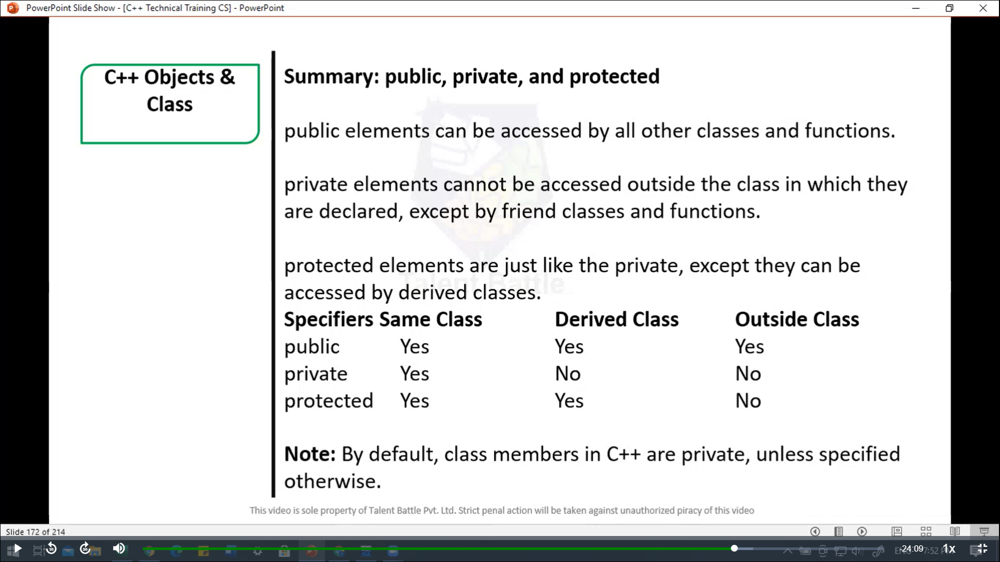 PowerPoint Slide Show - [C++ Technical Training CS] - PowerPoint
C++ Objects &
Class
Summary: public, private, and protected
public elements can be accessed by all other classes and functions.
private elements cannot be accessed outside the class in which they
are declared, except by friend classes and functions.
protected elements are just like the private, except they can be
accessed by derived classes.
Specifiers Same Class Derived Class Outside Class
public Yes Yes Yes
private Yes No No
protected Yes Yes No
Note: By default, class members in C++ are private, unless specified
otherwise.
Talent Battle
This video is sole property of Talent Battle Pvt. Ltd. Strict penal action will be taken against unauthorized piracy of this video
Slide 172 of 214
10
30
-24:09
1x